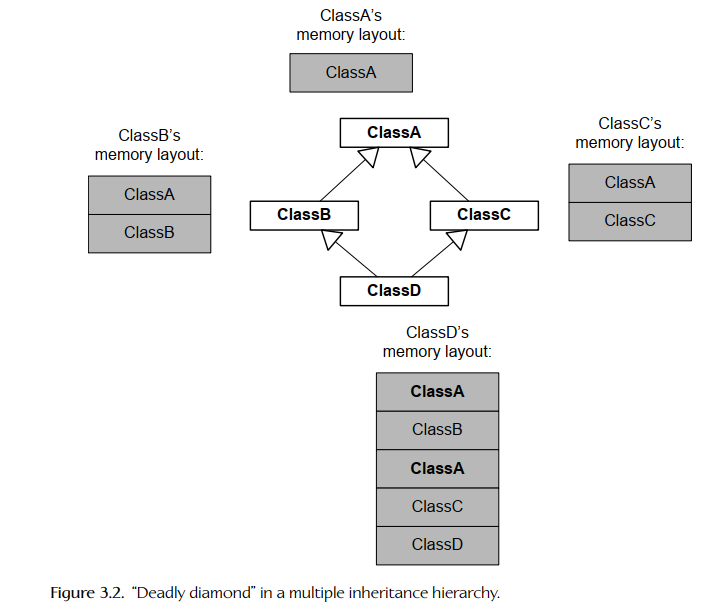 ClassA's
memory layout:
ClassA
ClassA
ClassB's
memory layout:
ClassA
ClassB
ClassC's
memory layout:
ClassA
ClassC
ClassB
ClassC
ClassD
ClassD's
memory layout:
ClassA
ClassB
ClassA
ClassC
ClassD
Figure 3.2. “Deadly diamond” in a multiple inheritance hierarchy.